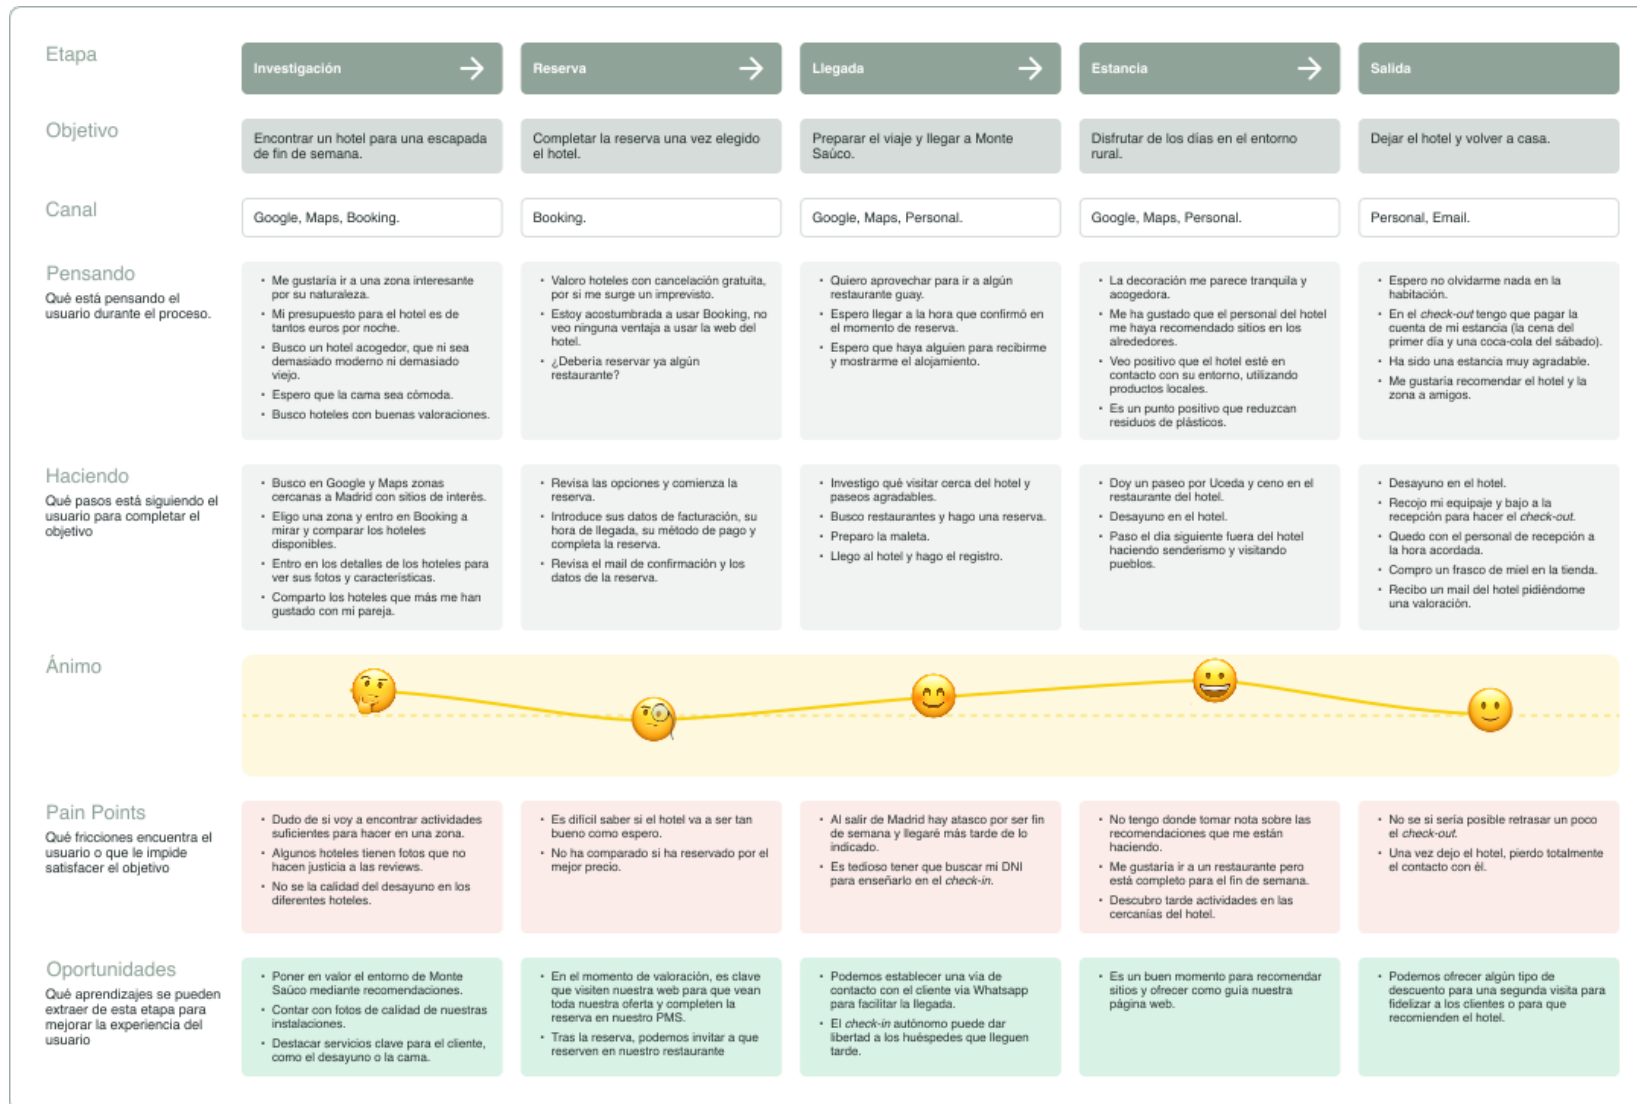 Etapa
Investigación
Reserva
Llegada
Estancia
Salida
Objetivo
Encontrar un hotel para una escapada
de fin de semana.
Completar la reserva una vez elegido
el hotel.
Preparar el viaje y llegar a Monte
Saúco.
Disfrutar de los días en el entorno
rural.
Dejar el hotel y volver a casa.
Canal
Google, Maps, Booking.
Booking.
Google, Maps, Personal.
Google, Maps, Personal.
Personal, Email.
Pensando
Qué está pensando el
usuario durante el proceso.
• Me gustaría ir a una zona interesante
por su naturaleza.
• Mi presupuesto para el hotel es de
tantos euros por noche.
• Busco un hotel acogedor, que ni sea
demasiado moderno ni demasiado
viejo.
• Espero que la cama sea cómoda.
• Busco hoteles con buenas valoraciones.
• Valoro hoteles con cancelación gratuita,
por si me surge un imprevisto.
• Estoy acostumbrada a usar Booking, no
veo ninguna ventaja a usar la web del
hotel.
• ¿Debería reservar ya algún
restaurante?
• Quiero aprovechar para ir a algún
restaurante guay.
• Espero llegar a la hora que confirmó en
el momento de reserva.
• Espero que haya alguien para recibirme
y mostrarme el alojamiento.
• La decoración me parece tranquila y
acogedora.
• Me ha gustado que el personal del hotel
me haya recomendado sitios en los
alrededores.
• Veo positivo que el hotel esté en
contacto con su entorno, utilizando
productos locales.
• Es un punto positivo que reduzcan
residuos de plásticos.
• Espero no olvidarme nada en la
habitación.
• En el check-out tengo que pagar la
cuenta de mi estancia (la cena del
primer día y una coca-cola del sábado).
• Ha sido una estancia muy agradable.
• Me gustaría recomendar el hotel y la
zona a amigos.
Haciendo
Qué pasos está siguiendo el
usuario para completar el
objetivo
• Busco en Google y Maps zonas
cercanas a Madrid con sitios de interés.
• Eligo una zona y entro en Booking a
mirar y comparar los hoteles
disponibles.
• Entro en los detalles de los hoteles para
ver sus fotos y características.
• Comparto los hoteles que más me han
gustado con mi pareja.
• Revisa las opciones y comienza la
reserva.
• Introduce sus datos de facturación, su
hora de llegada, su método de pago y
completa la reserva.
• Revisa el mail de confirmación y los
datos de la reserva.
• Investigo qué visitar cerca del hotel y
paseos agradables.
• Busco restaurantes y hago una reserva.
• Preparo la maleta.
• Llego al hotel y hago el registro.
• Doy un paseo por Uceda y ceno en el
restaurante del hotel.
• Desayuno en el hotel.
• Paso el día siguiente fuera del hotel
haciendo senderismo y visitando
pueblos.
• Desayuno en el hotel.
• Recojo mi equipaje y bajo a la
recepción para hacer el check-out.
• Quedo con el personal de recepción a
la hora acordada.
• Compro un frasco de miel en la tienda.
• Recibo un mail del hotel pidiéndome
una valoración.
Ánimo
Pain Points
Qué fricciones encuentra el
usuario o que le impide
satisfacer el objetivo
• Dudo de si voy a encontrar actividades
suficientes para hacer en una zona.
• Algunos hoteles tienen fotos que no
hacen justicia a las reviews.
• No se la calidad del desayuno en los
diferentes hoteles.
• Es difícil saber si el hotel va a ser tan
bueno como espero.
• No ha comparado si ha reservado por el
mejor precio.
• Al salir de Madrid hay atasco por ser fin
de semana y llegaré más tarde de lo
indicado.
• Es tedioso tener que buscar mi DNI
para enseñarlo en el check-in.
• No tengo donde tomar nota sobre las
recomendaciones que me están
haciendo.
• Me gustaría ir a un restaurante pero
está completo para el fin de semana.
• Descubro tarde actividades en las
cercanías del hotel.
• No se si sería posible retrasar un poco
el check-out.
• Una vez dejo el hotel, pierdo totalmente
el contacto con él.
Oportunidades
Qué aprendizajes se pueden
extraer de esta etapa para
mejorar la experiencia del
usuario
• Poner en valor el entorno de Monte
Saúco mediante recomendaciones.
• Contar con fotos de calidad de nuestras
instalaciones.
• Destacar servicios clave para el cliente,
como el desayuno o la cama.
• En el momento de valoración, es clave
que visiten nuestra web para que vean
toda nuestra oferta y completen la
reserva en nuestro PMS.
• Tras la reserva, podemos invitar a que
reserven en nuestro restaurante
• Podemos establecer una vía de
contacto con el cliente via Whatsapp
para facilitar la llegada.
• El check-in autónomo puede dar
libertad a los huéspedes que lleguen
tarde.
• Es un buen momento para recomendar
sitios y ofrecer como guía nuestra
página web.
• Podemos ofrecer algún tipo de
descuento para una segunda visita para
fidelizar a los clientes o para que
recomienden el hotel.